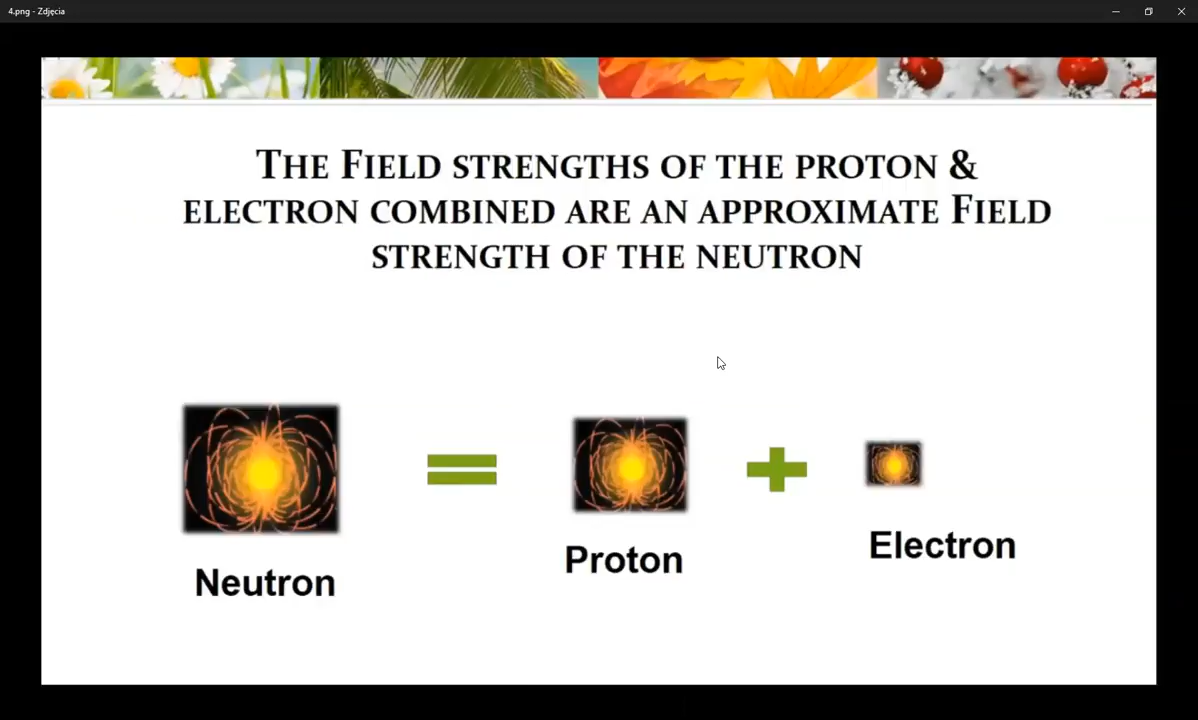 4.png - Zdjęcia
THE FIELD STRENGTHS OF THE PROTON &
ELECTRON COMBINED ARE AN APPROXIMATE FIELD
STRENGTH OF THE NEUTRON
Neutron
Proton
Electron